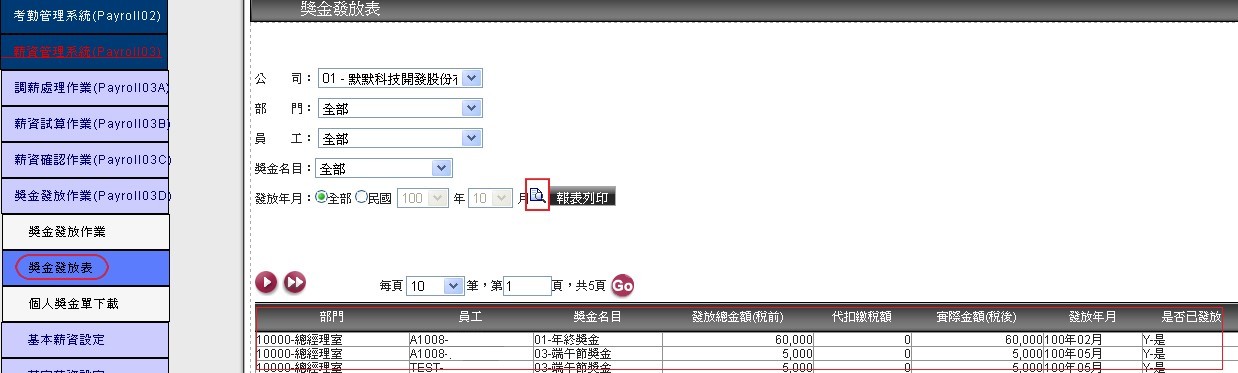 考勤管理系統(Payroll02)
薪資管理系統(Payroll03)
調薪處理作業(Payroll03A)
薪資試算作業(Payroll03B)
薪資確認作業(Payroll03C)
獎金發放作業(Payroll03D)
獎金發放作業
獎金發放表
個人獎金單下載
基本薪資設定
獎金發放表
公 司： 01 - 默默科技開發股份有
部 門： 全部
員 工： 全部
獎金名目： 全部
發放年月： 全部 民國 100 年 10 月 報表列印
每頁 10 筆，第 1 頁，共5頁 Go
部門 員工 獎金名目 發放總金額(稅前) 代扣繳稅額 實際金額(稅後) 發放年月 是否已發放
10000-總經理室 A1008- 01-年終獎金 60,000 0 60,000 100年02月 Y-是
10000-總經理室 A1008- 03-端午節獎金 5,000 0 5,000 100年05月 Y-是
10000-總經理室 TEST- 03-端午節獎金 5,000 0 5,000 100年05月 Y-是